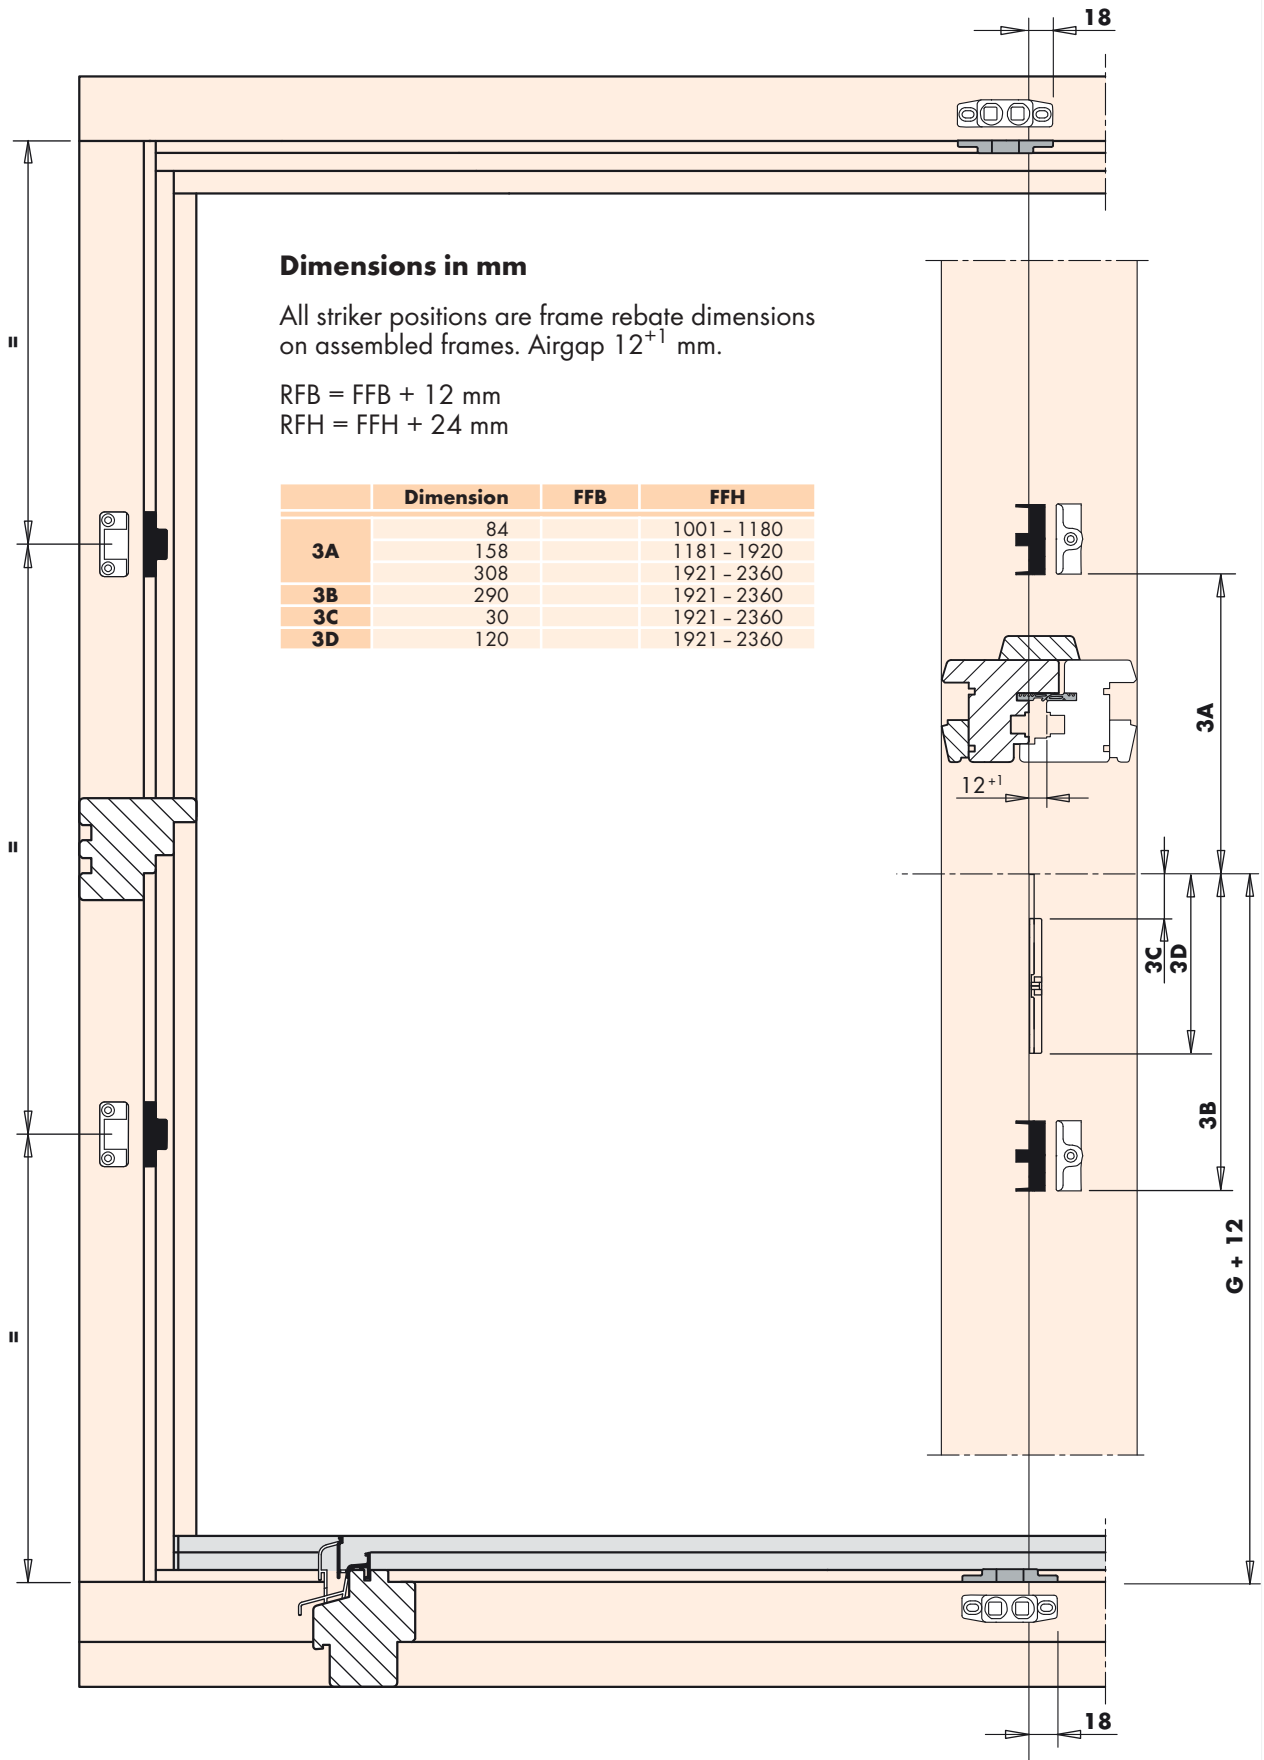 18
Dimensions in mm
All striker positions are frame rebate dimensions
on assembled frames. Airgap 12+1 mm.
RFB = FFB + 12 mm
RFH = FFH + 24 mm
Dimension FFB FFH
3A
84 1001 – 1180
158 1181 – 1920
308 1921 – 2360
3B 290 1921 – 2360
3C 30 1921 – 2360
3D 120 1921 – 2360
=
=
=
3A
12+1
3C
3D
3B
G + 12
18